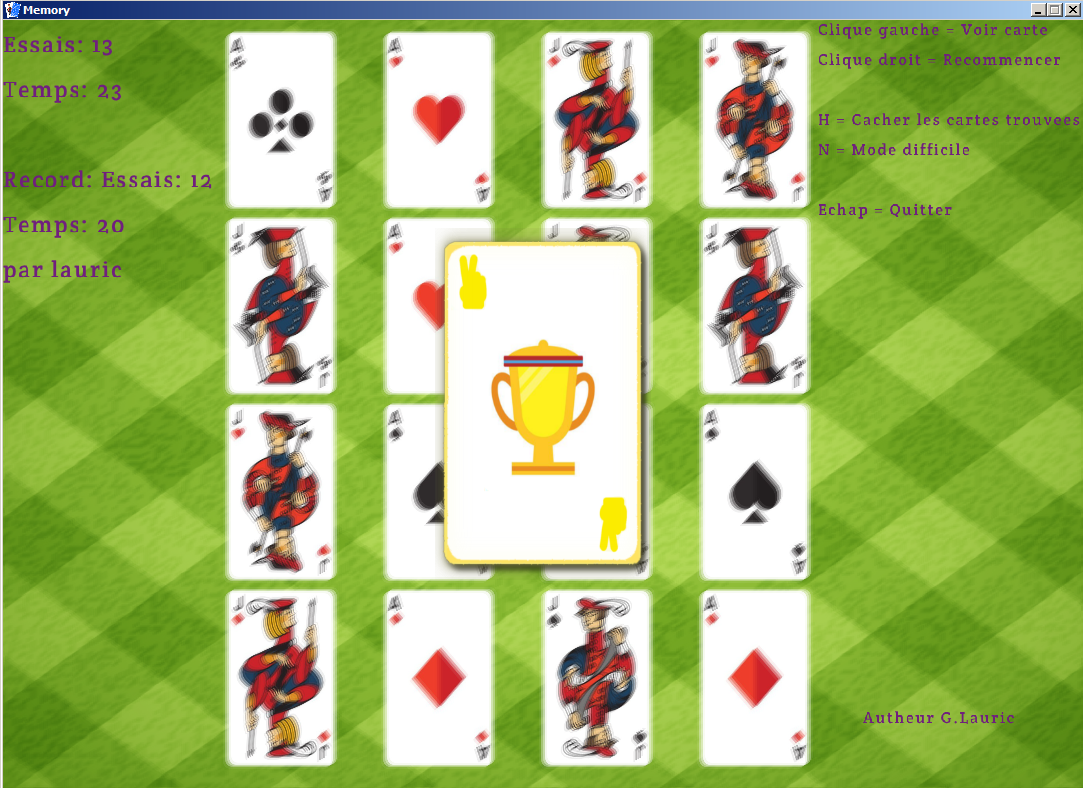 Memory
Essais: 13
Temps: 23
Record: Essais: 12
Temps: 20
par lauric
Clique gauche = Voir carte
Clique droit = Recommencer
H = Cacher les cartes trouvees
N = Mode difficile
Echap = Quitter
A
A
J
J
J
A
J
J
A
A
J
A
J
A
Autheur G.Lauric